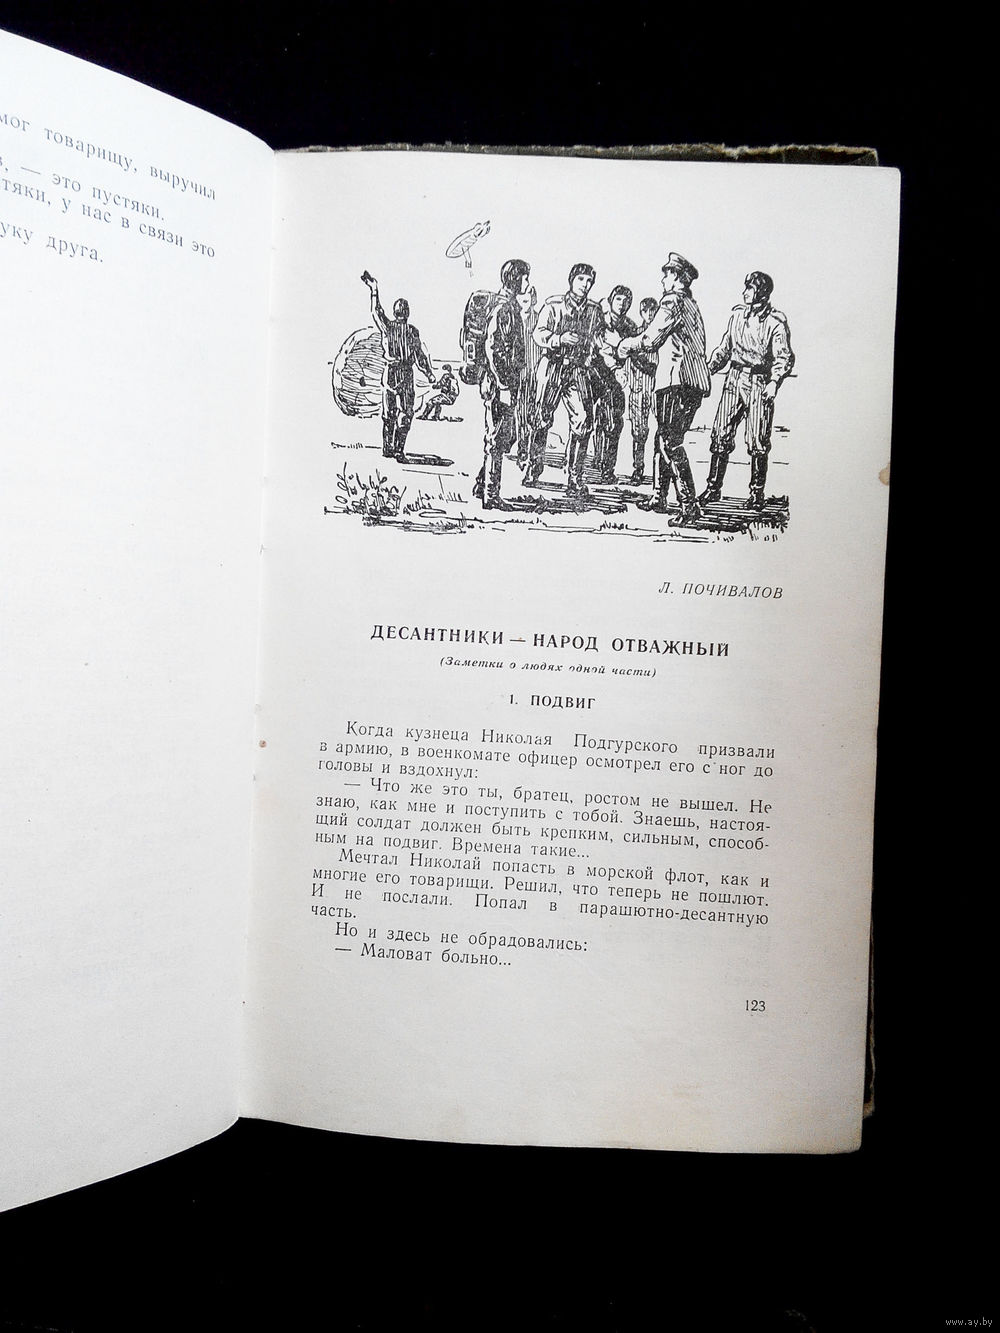 мог товарищу, выручил
— это пустяки.
у нас в связи это
друга.
Л. ПОЧИВАЛОВ
ДЕСАНТНИКИ — НАРОД ОТВАЖНЫЙ
(Заметки о людях одной части)
1. ПОДВИГ
Когда кузнеца Николая Подгурского призвали
в армию, в военкомате офицер осмотрел его с ног до
головы и вздохнул:
— Что же это ты, братец, ростом не вышел. Не
знаю, как мне и поступить с тобой. Знаешь, настоя-
щий солдат должен быть крепким, сильным, способ-
ным на подвиг. Времена такие...
Мечтал Николай попасть в морской флот, как и
многие его товарищи. Решил, что теперь не пошлют.
И не послали. Попал в парашютно-десантную
часть.
Но и здесь не обрадовались:
— Маловат больно...
123
www.ay.by